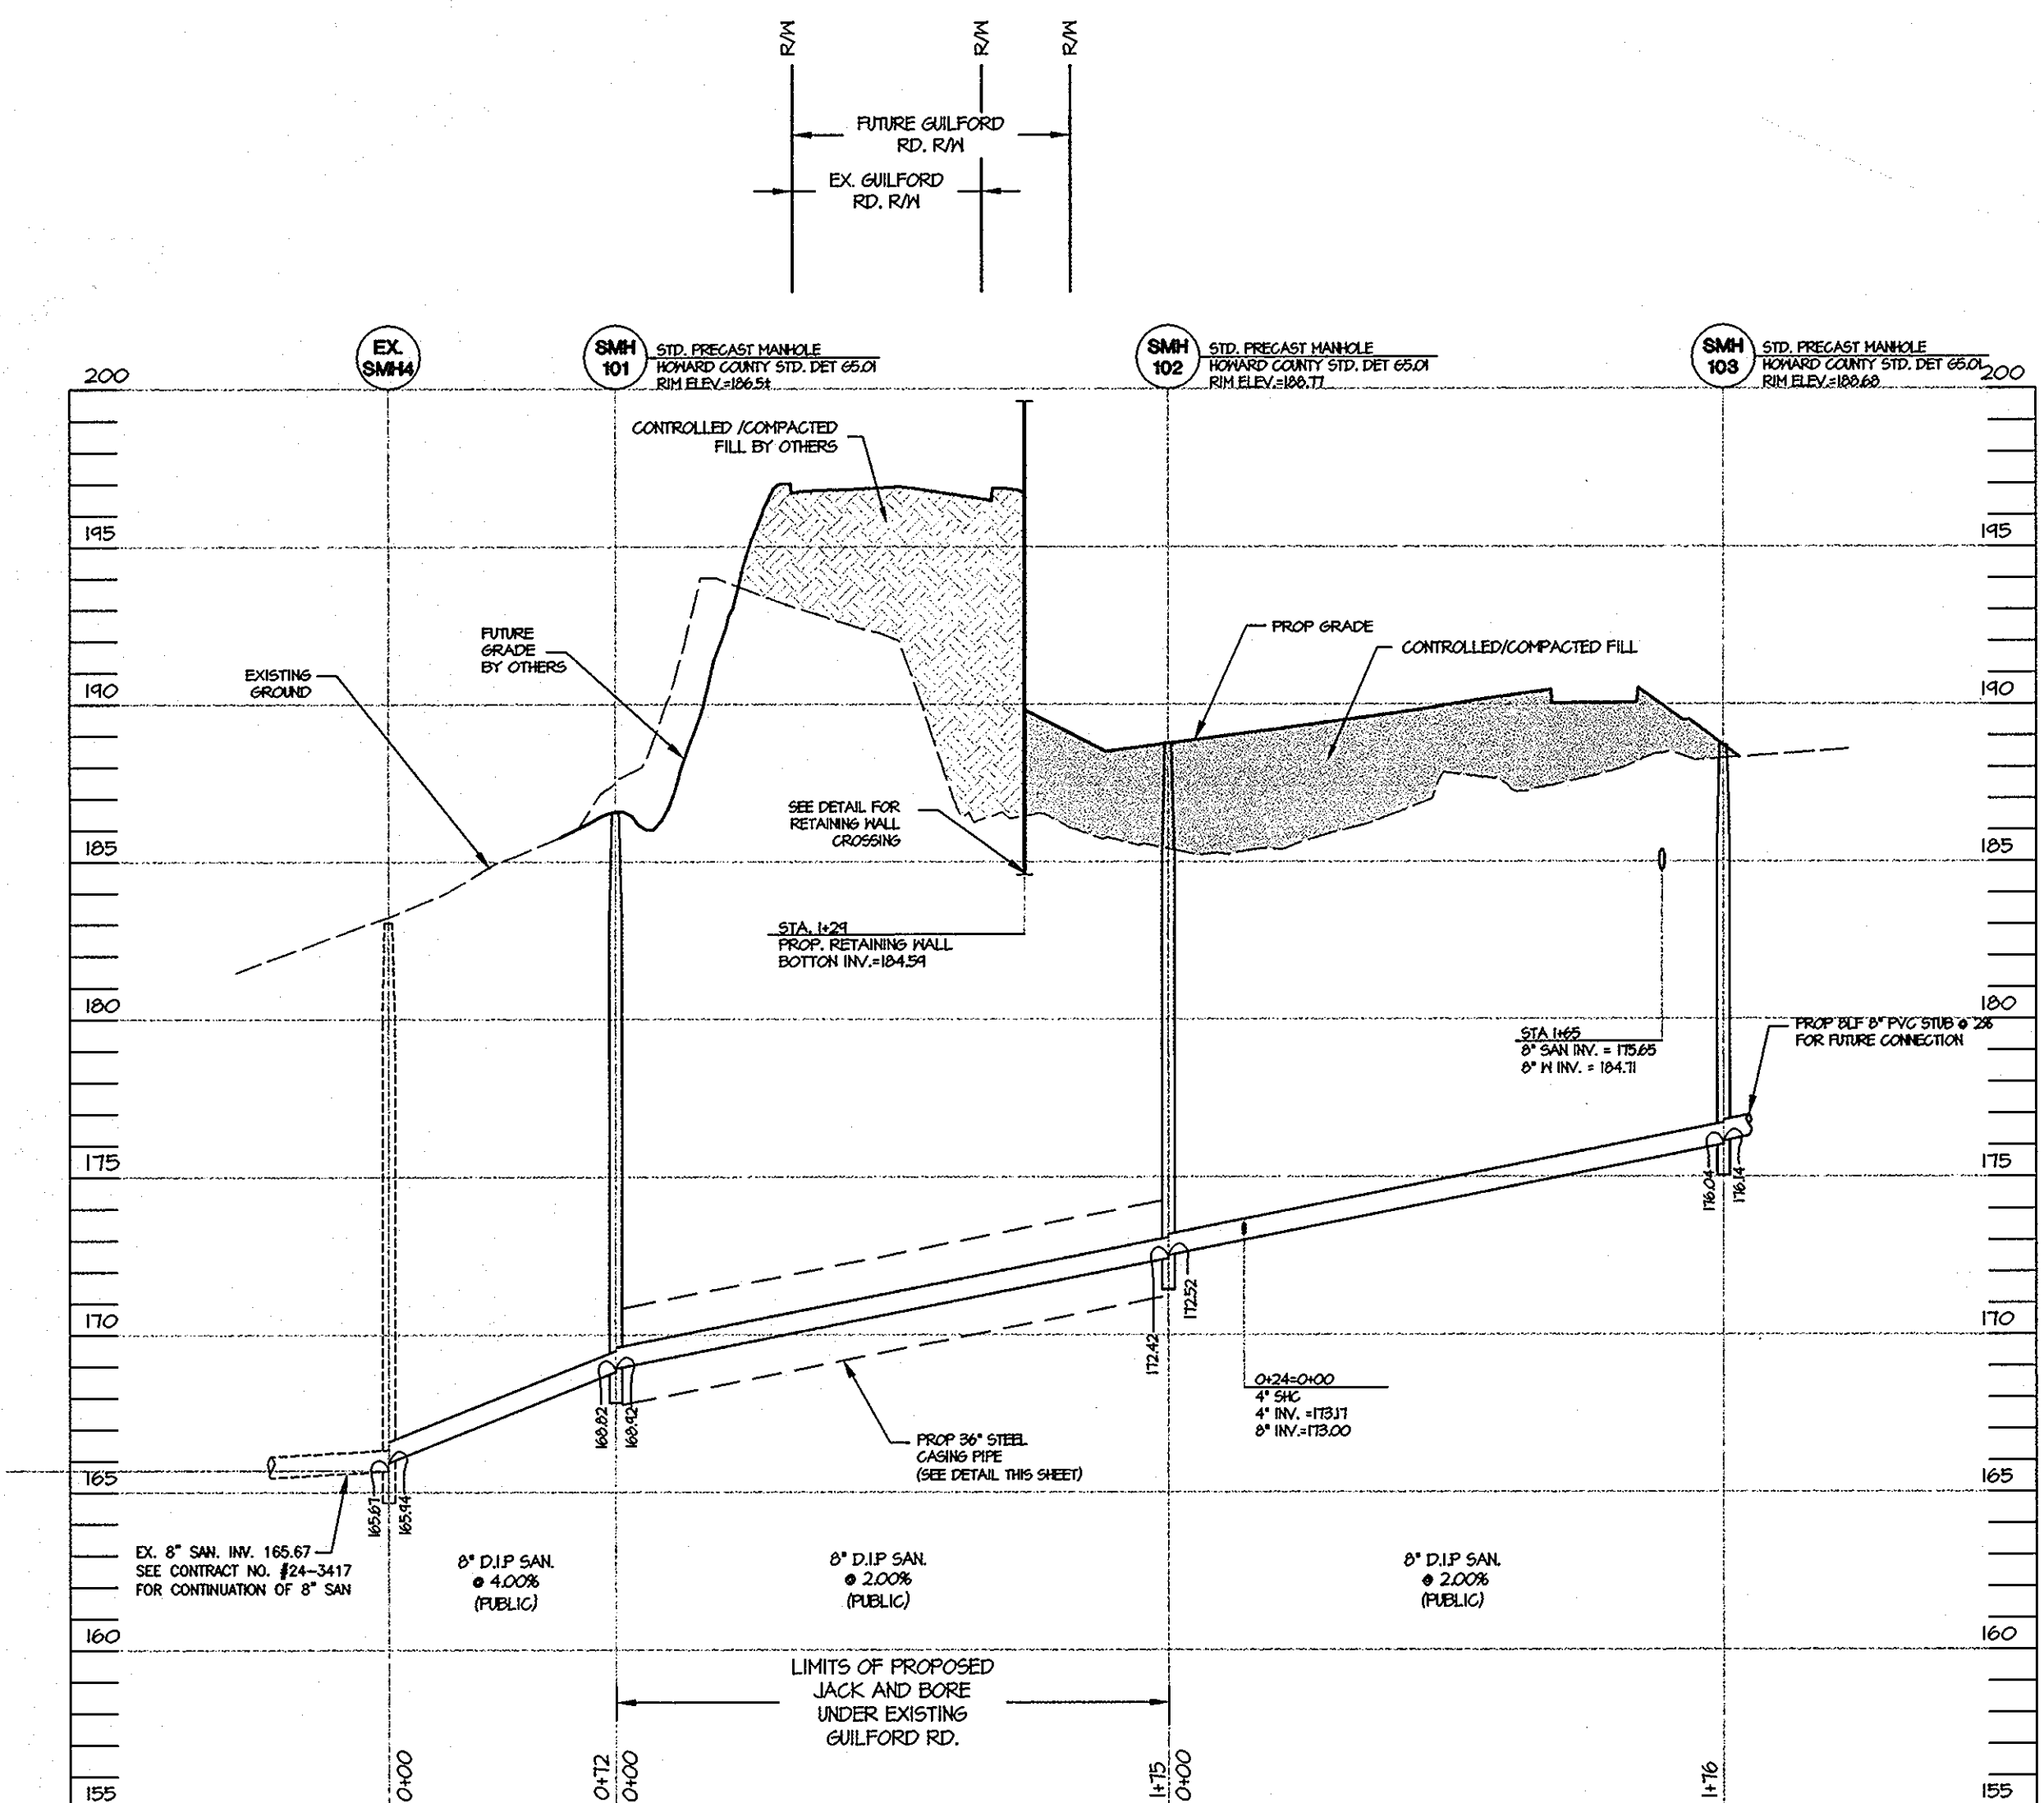 R/W
R/W
R/W
FUTURE GUILFORD
RD. R/W
EX. GUILFORD
RD. R/W
EX.
SMH4
SMH
101
STD. PRECAST MANHOLE
HOWARD COUNTY STD. DET G5.01
RIM ELEV.=186.5±
SMH
102
STD. PRECAST MANHOLE
HOWARD COUNTY STD. DET G5.01
RIM ELEV.=188.77
SMH
103
STD. PRECAST MANHOLE
HOWARD COUNTY STD. DET G5.01
RIM ELEV.=188.68
200
200
CONTROLLED /COMPACTED
FILL BY OTHERS
195
195
FUTURE
GRADE
BY OTHERS
PROP GRADE
CONTROLLED/COMPACTED FILL
EXISTING
GROUND
190
190
SEE DETAIL FOR
RETAINING WALL
CROSSING
185
185
STA. 1+29
PROP. RETAINING WALL
BOTTON INV.=184.59
180
180
STA 1+65
8" SAN INV. = 175.65
8" W INV. = 184.71
PROP 8LF 8" PVC STUB @ 2%
FOR FUTURE CONNECTION
175
175
176.04
176.14
170
170
172.42
172.52
0+24=0+00
4" SHC
4" INV. =173.17
8" INV.=173.00
168.82
168.92
PROP 36" STEEL
CASING PIPE
(SEE DETAIL THIS SHEET)
165
165
165.67
165.94
EX. 8" SAN. INV. 165.67
SEE CONTRACT NO. #24-3417
FOR CONTINUATION OF 8" SAN
8" D.I.P SAN.
@ 4.00%
(PUBLIC)
8" D.I.P SAN.
@ 2.00%
(PUBLIC)
8" D.I.P SAN.
@ 2.00%
(PUBLIC)
160
160
LIMITS OF PROPOSED
JACK AND BORE
UNDER EXISTING
GUILFORD RD.
155
155
0+00
0+72
0+00
1+75
0+00
1+76